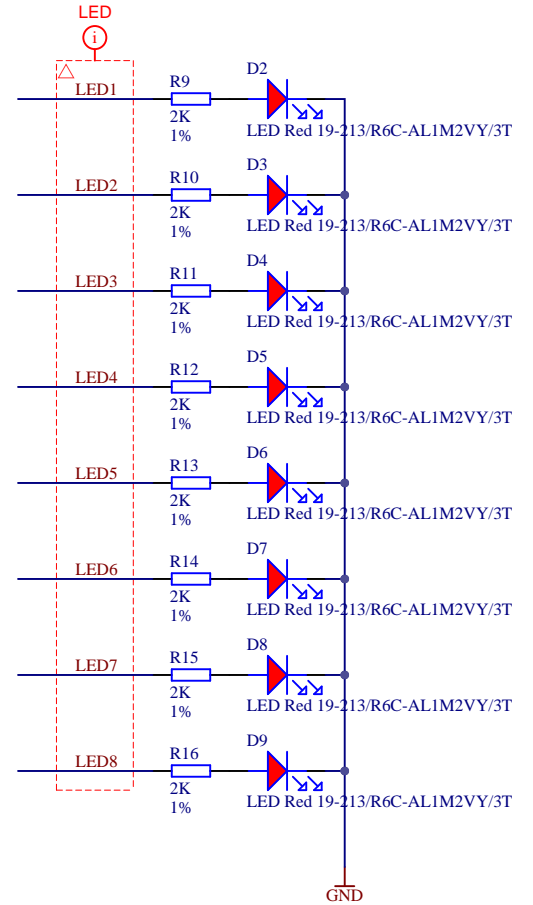 LED
i
LED1
R9
2K
1%
D2
LED Red 19-213/R6C-AL1M2VY/3T
LED2
R10
2K
1%
D3
LED Red 19-213/R6C-AL1M2VY/3T
LED3
R11
2K
1%
D4
LED Red 19-213/R6C-AL1M2VY/3T
LED4
R12
2K
1%
D5
LED Red 19-213/R6C-AL1M2VY/3T
LED5
R13
2K
1%
D6
LED Red 19-213/R6C-AL1M2VY/3T
LED6
R14
2K
1%
D7
LED Red 19-213/R6C-AL1M2VY/3T
LED7
R15
2K
1%
D8
LED Red 19-213/R6C-AL1M2VY/3T
LED8
R16
2K
1%
D9
LED Red 19-213/R6C-AL1M2VY/3T
GND